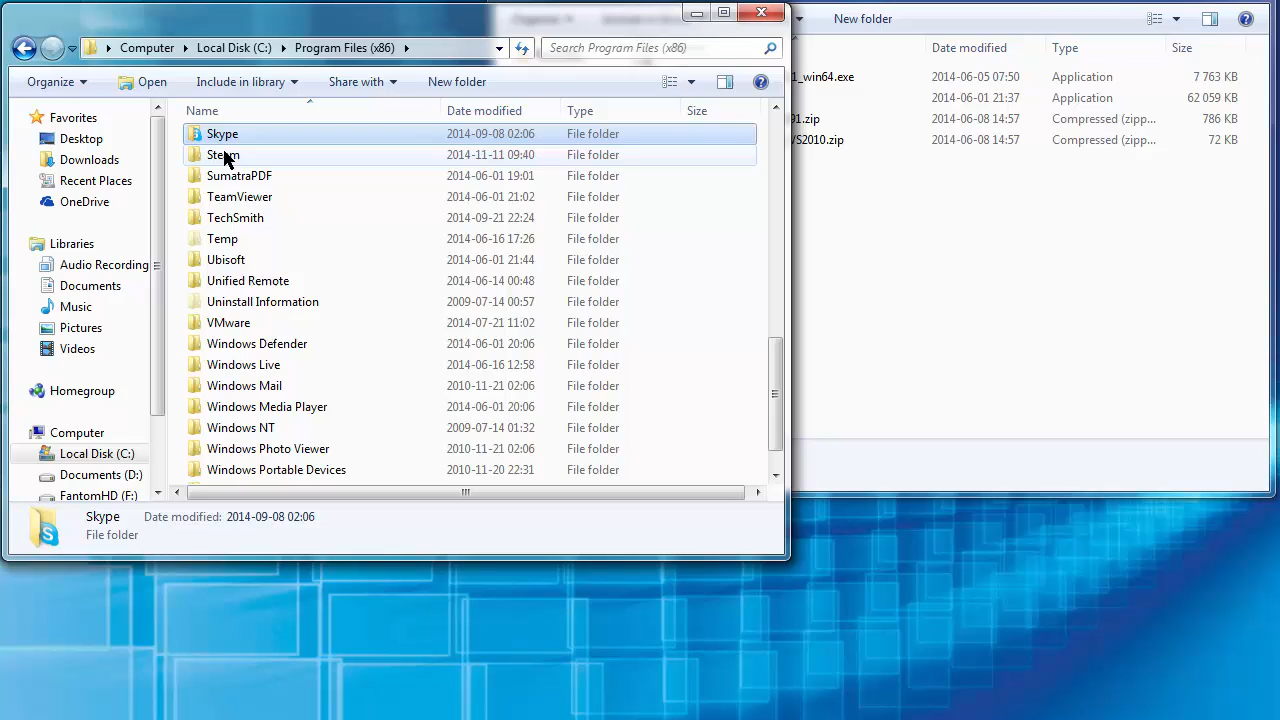 Computer Local Disk (C:) Program Files (x86)
Search Program Files (x86)
Organize Open Include in library Share with New folder
Favorites
Desktop
Downloads
Recent Places
OneDrive
Libraries
Audio Recording
Documents
Music
Pictures
Videos
Homegroup
Computer
Local Disk (C:)
Documents (D:)
FantomHD (F:)
Name Date modified Type Size
Skype 2014-09-08 02:06 File folder
Steam 2014-11-11 09:40 File folder
SumatraPDF 2014-06-01 19:01 File folder
TeamViewer 2014-06-01 21:02 File folder
TechSmith 2014-09-21 22:24 File folder
Temp 2014-06-16 17:26 File folder
Ubisoft 2014-06-01 21:44 File folder
Unified Remote 2014-06-14 00:48 File folder
Uninstall Information 2009-07-14 00:57 File folder
VMware 2014-07-21 11:02 File folder
Windows Defender 2014-06-01 20:06 File folder
Windows Live 2014-06-16 12:58 File folder
Windows Mail 2010-11-21 02:06 File folder
Windows Media Player 2014-06-01 20:06 File folder
Windows NT 2009-07-14 01:32 File folder
Windows Photo Viewer 2010-11-21 02:06 File folder
Windows Portable Devices 2010-11-20 22:31 File folder
Skype Date modified: 2014-09-08 02:06
File folder
New folder
Date modified Type Size
1_win64.exe 2014-06-05 07:50 Application 7 763 KB
2014-06-01 21:37 Application 62 059 KB
91.zip 2014-06-08 14:57 Compressed (zipp... 786 KB
/S2010.zip 2014-06-08 14:57 Compressed (zipp... 72 KB